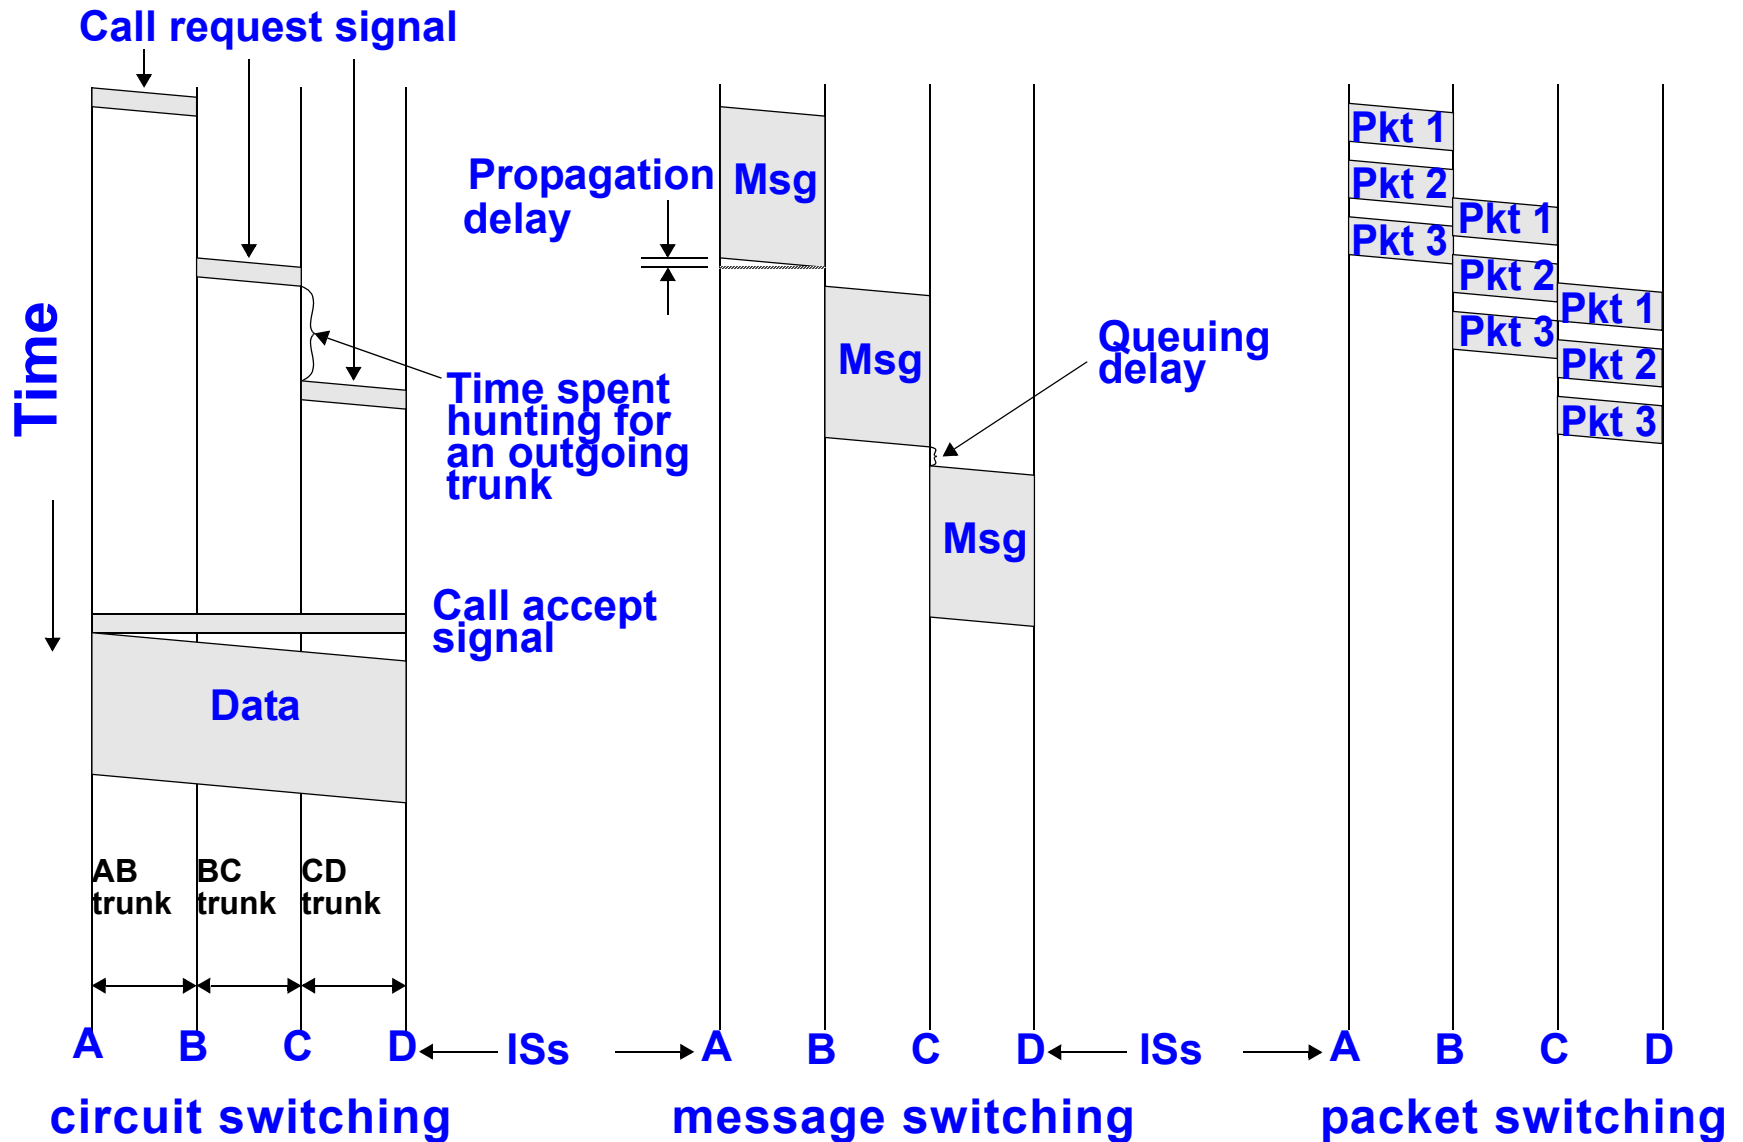 Call request signal
Time
Time spent
hunting for
an outgoing
trunk
Call accept
signal
Data
AB
trunk
BC
trunk
CD
trunk
Propagation
delay
Msg
Msg
Msg
Queuing
delay
Pkt 1
Pkt 2
Pkt 3
Pkt 1
Pkt 2
Pkt 3
Pkt 1
Pkt 2
Pkt 3
A B C D ISs A B C D ISs A B C D
circuit switching
message switching
packet switching